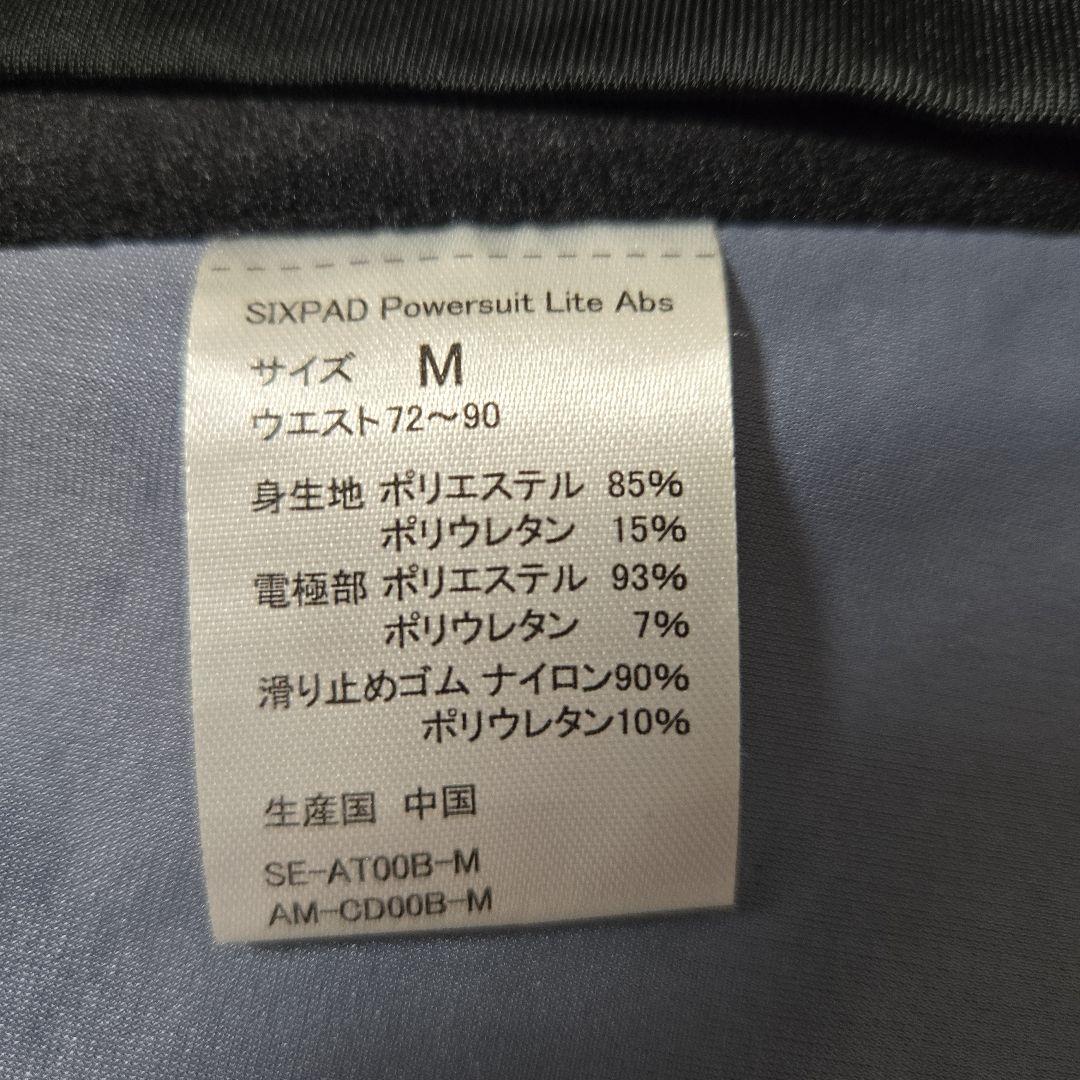 SIXPAD Powersuit Lite Abs
サイズ M
ウエスト72～90
身生地 ポリエステル 85%
ポリウレタン 15%
電極部 ポリエステル 93%
ポリウレタン 7%
滑り止めゴム ナイロン90%
ポリウレタン10%
生産国 中国
SE-AT00B-M
AM-CD00B-M